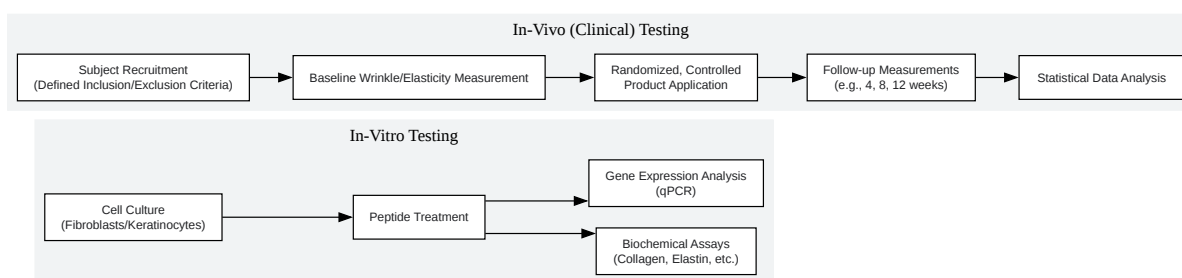 In-Vivo (Clinical) Testing
Subject Recruitment
(Defined Inclusion/Exclusion Criteria)
Baseline Wrinkle/Elasticity Measurement
Randomized, Controlled
Product Application
Follow-up Measurements
(e.g., 4, 8, 12 weeks)
Statistical Data Analysis
In-Vitro Testing
Cell Culture
(Fibroblasts/Keratinocytes)
Peptide Treatment
Gene Expression Analysis
(qPCR)
Biochemical Assays
(Collagen, Elastin, etc.)